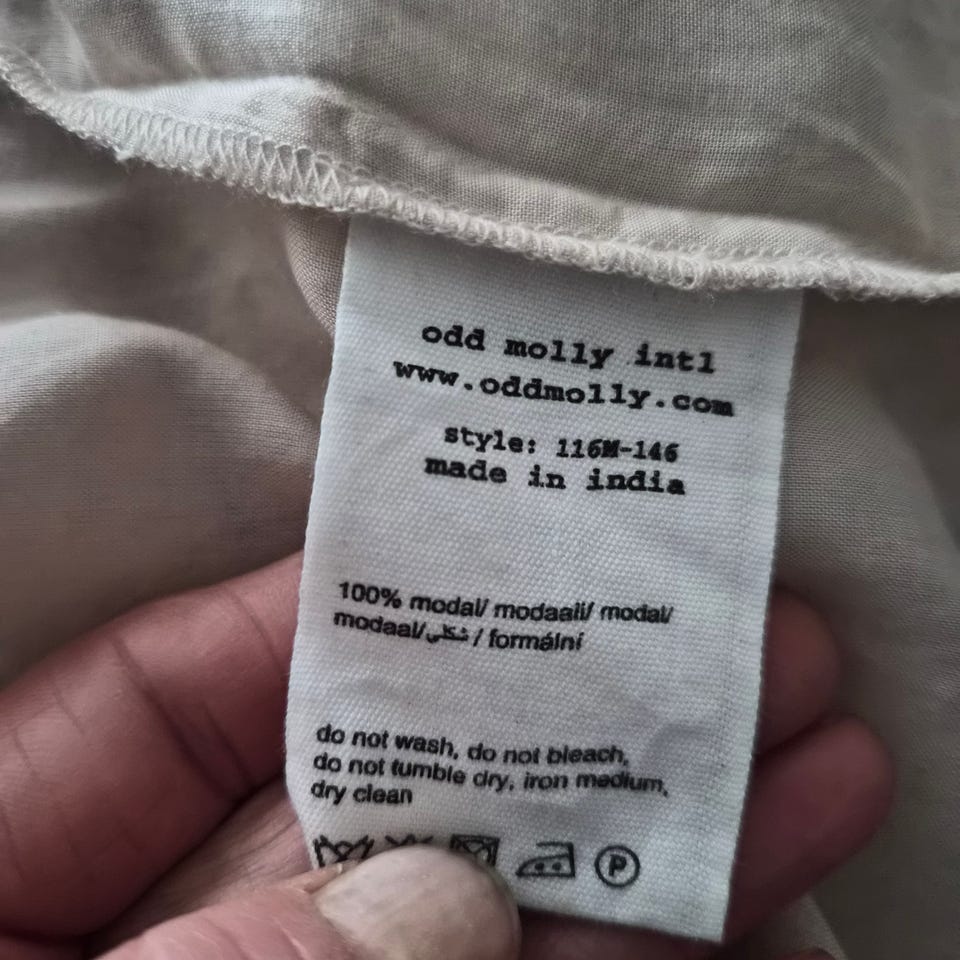 odd molly intl
www.oddmolly.com
style: 116M-146
made in india
100% modal/ modaali/ modal/
modaal/شكلي/ formální
do not wash, do not bleach,
do not tumble dry, iron medium,
dry clean
P